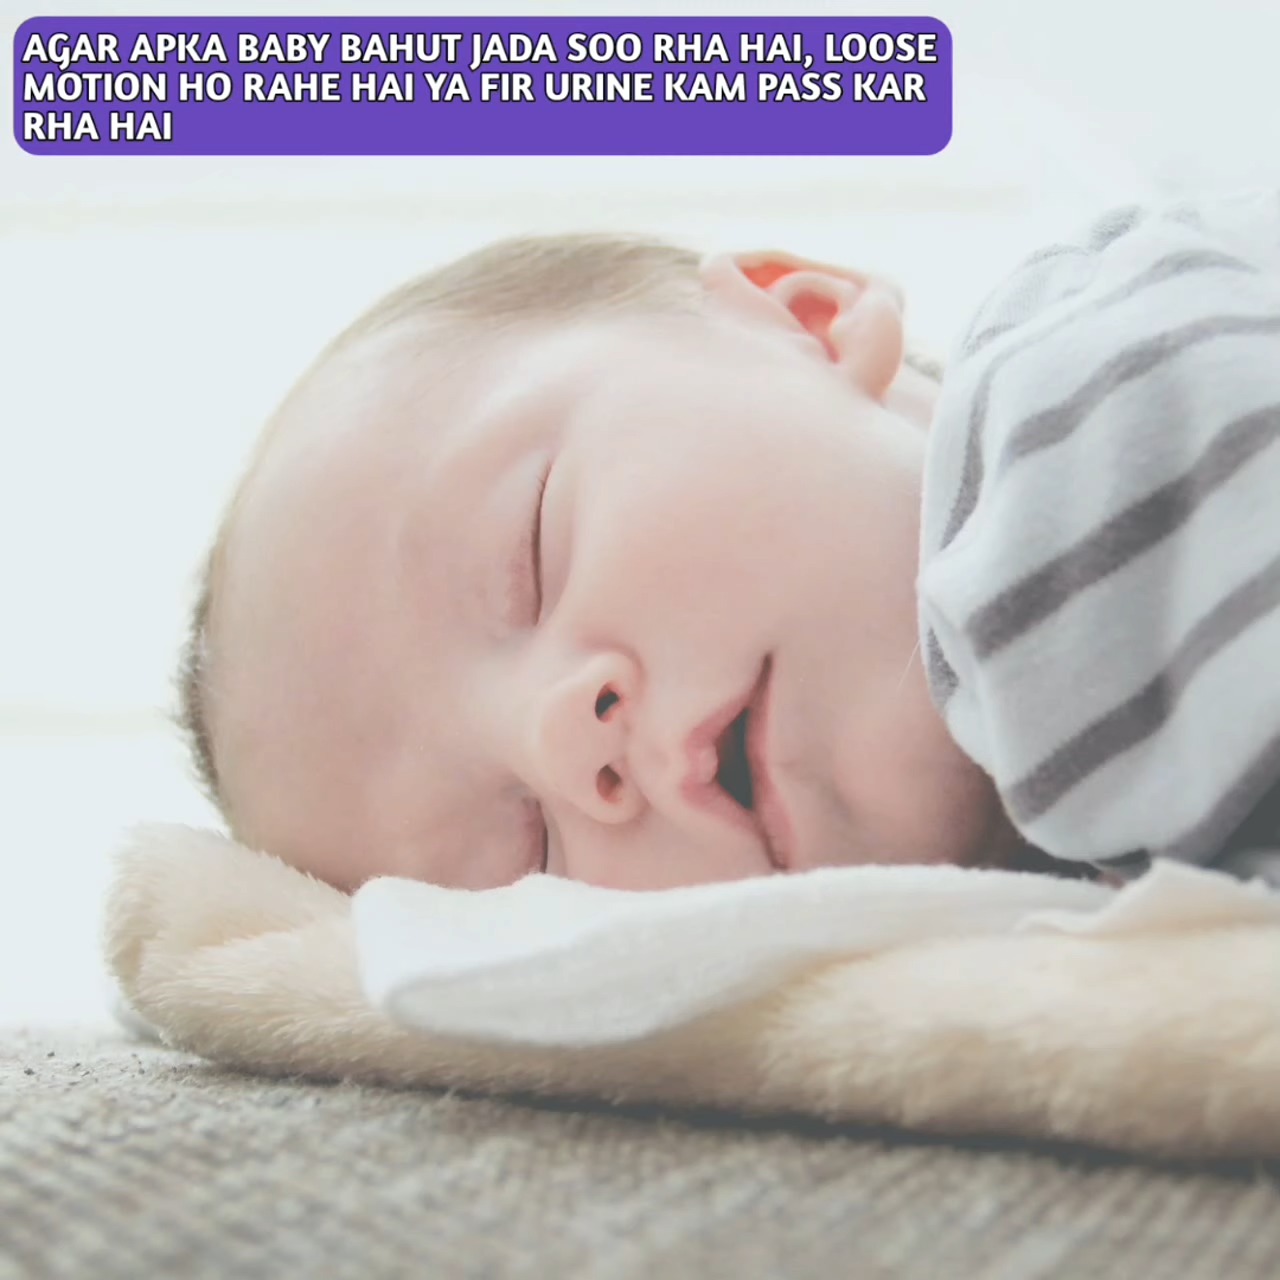 AGAR APKA BABY BAHUT JADA SOO RHA HAI, LOOSE
MOTION HO RAHE HAI YA FIR URINE KAM PASS KAR
RHA HAI